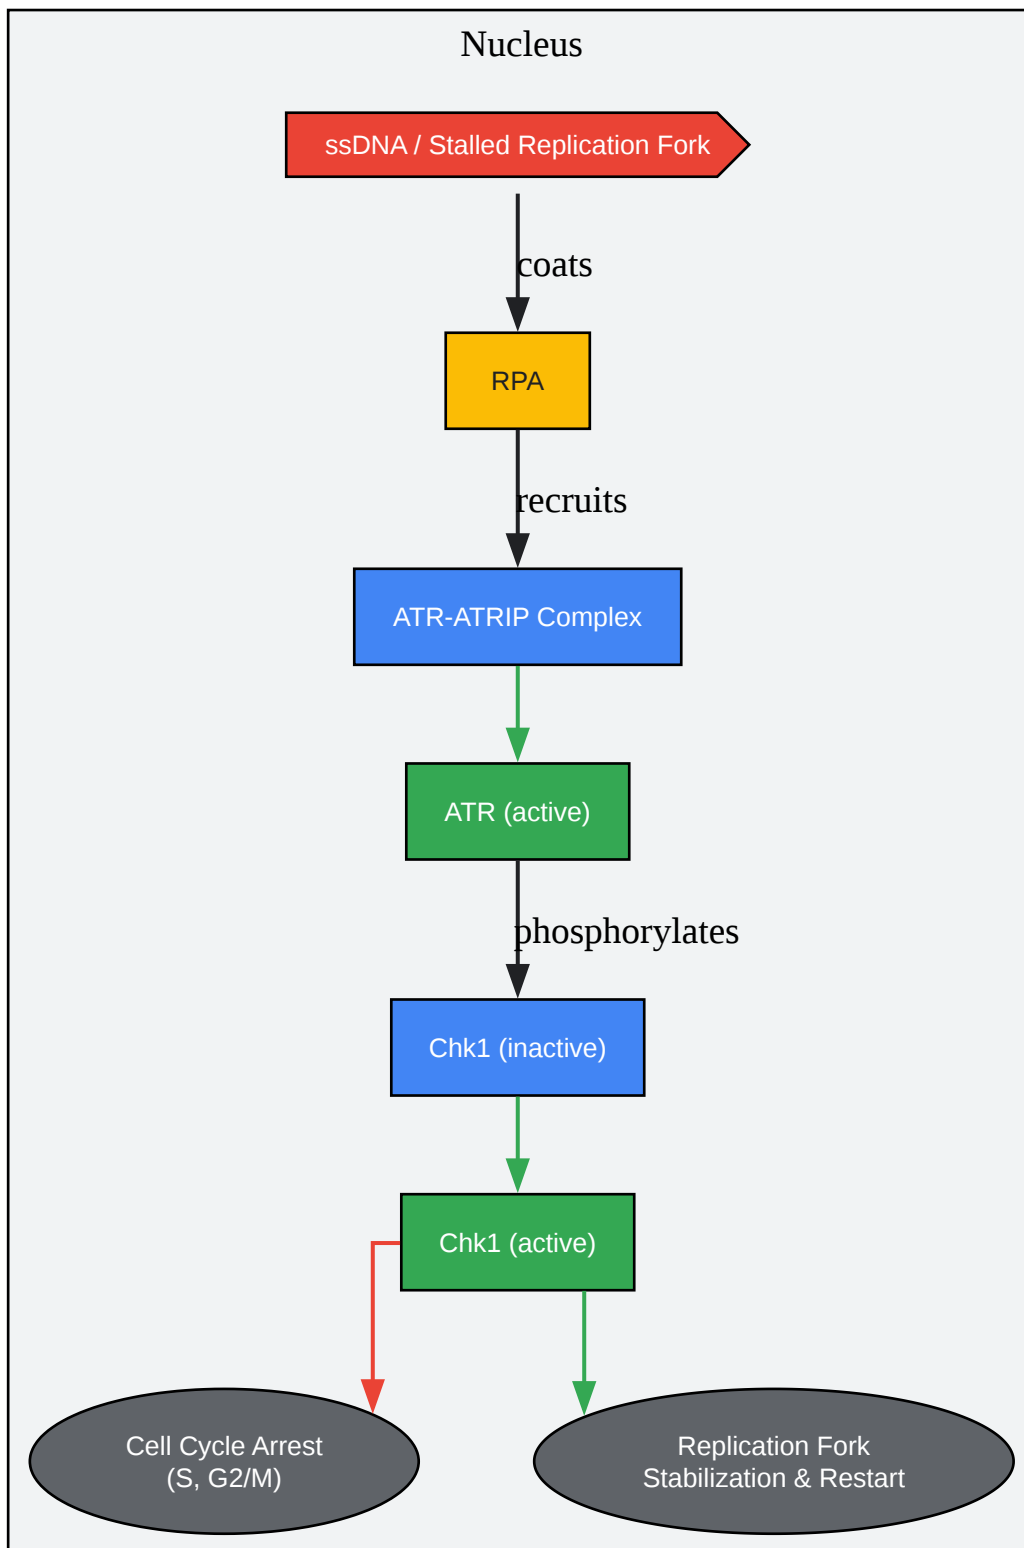 Nucleus
ssDNA / Stalled Replication Fork
coats
RPA
recruits
ATR-ATRIP Complex
ATR (active)
phosphorylates
Chk1 (inactive)
Chk1 (active)
Cell Cycle Arrest
(S, G2/M)
Replication Fork
Stabilization & Restart